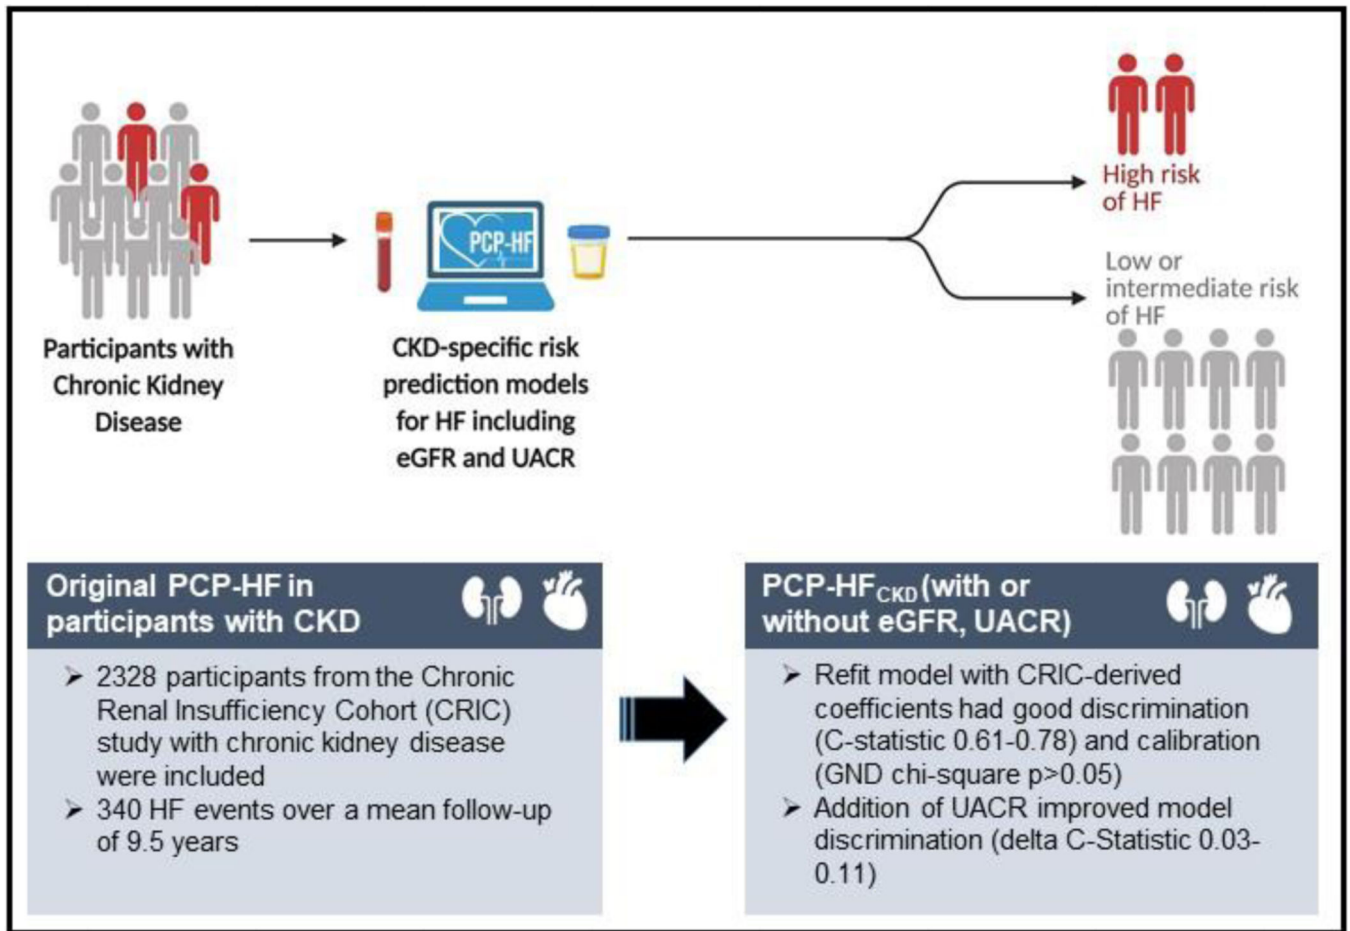 High risk
of HF
PCP-HF
Low or
intermediate risk
of HF
Participants with
Chronic Kidney
Disease
CKD-specific risk
prediction models
for HF including
eGFR and UACR
Original PCP-HF in
participants with CKD
➢ 2328 participants from the Chronic
Renal Insufficiency Cohort (CRIC)
study with chronic kidney disease
were included
➢ 340 HF events over a mean follow-up
of 9.5 years
PCP-HFCKD (with or
without eGFR, UACR)
➢ Refit model with CRIC-derived
coefficients had good discrimination
(C-statistic 0.61-0.78) and calibration
(GND chi-square p>0.05)
➢ Addition of UACR improved model
discrimination (delta C-Statistic 0.03-
0.11)